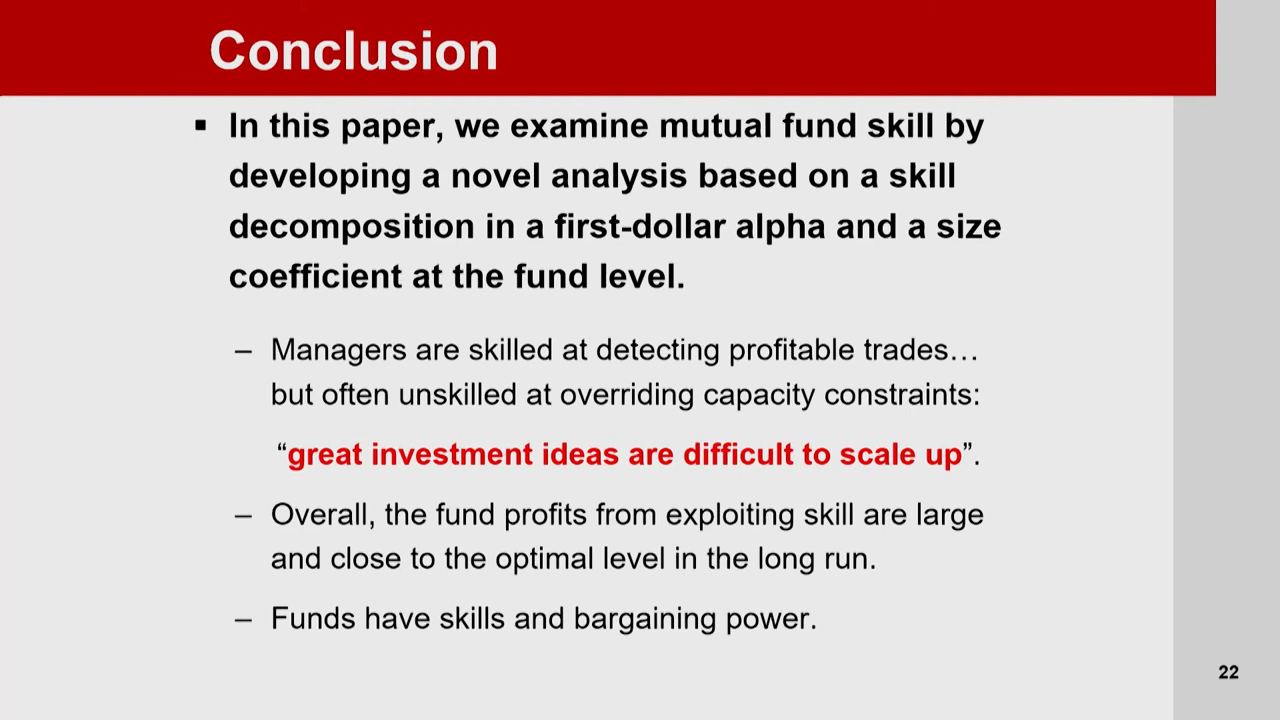 Conclusion
▪ In this paper, we examine mutual fund skill by
developing a novel analysis based on a skill
decomposition in a first-dollar alpha and a size
coefficient at the fund level.
– Managers are skilled at detecting profitable trades…
but often unskilled at overriding capacity constraints:
“great investment ideas are difficult to scale up”.
– Overall, the fund profits from exploiting skill are large
and close to the optimal level in the long run.
– Funds have skills and bargaining power.
22